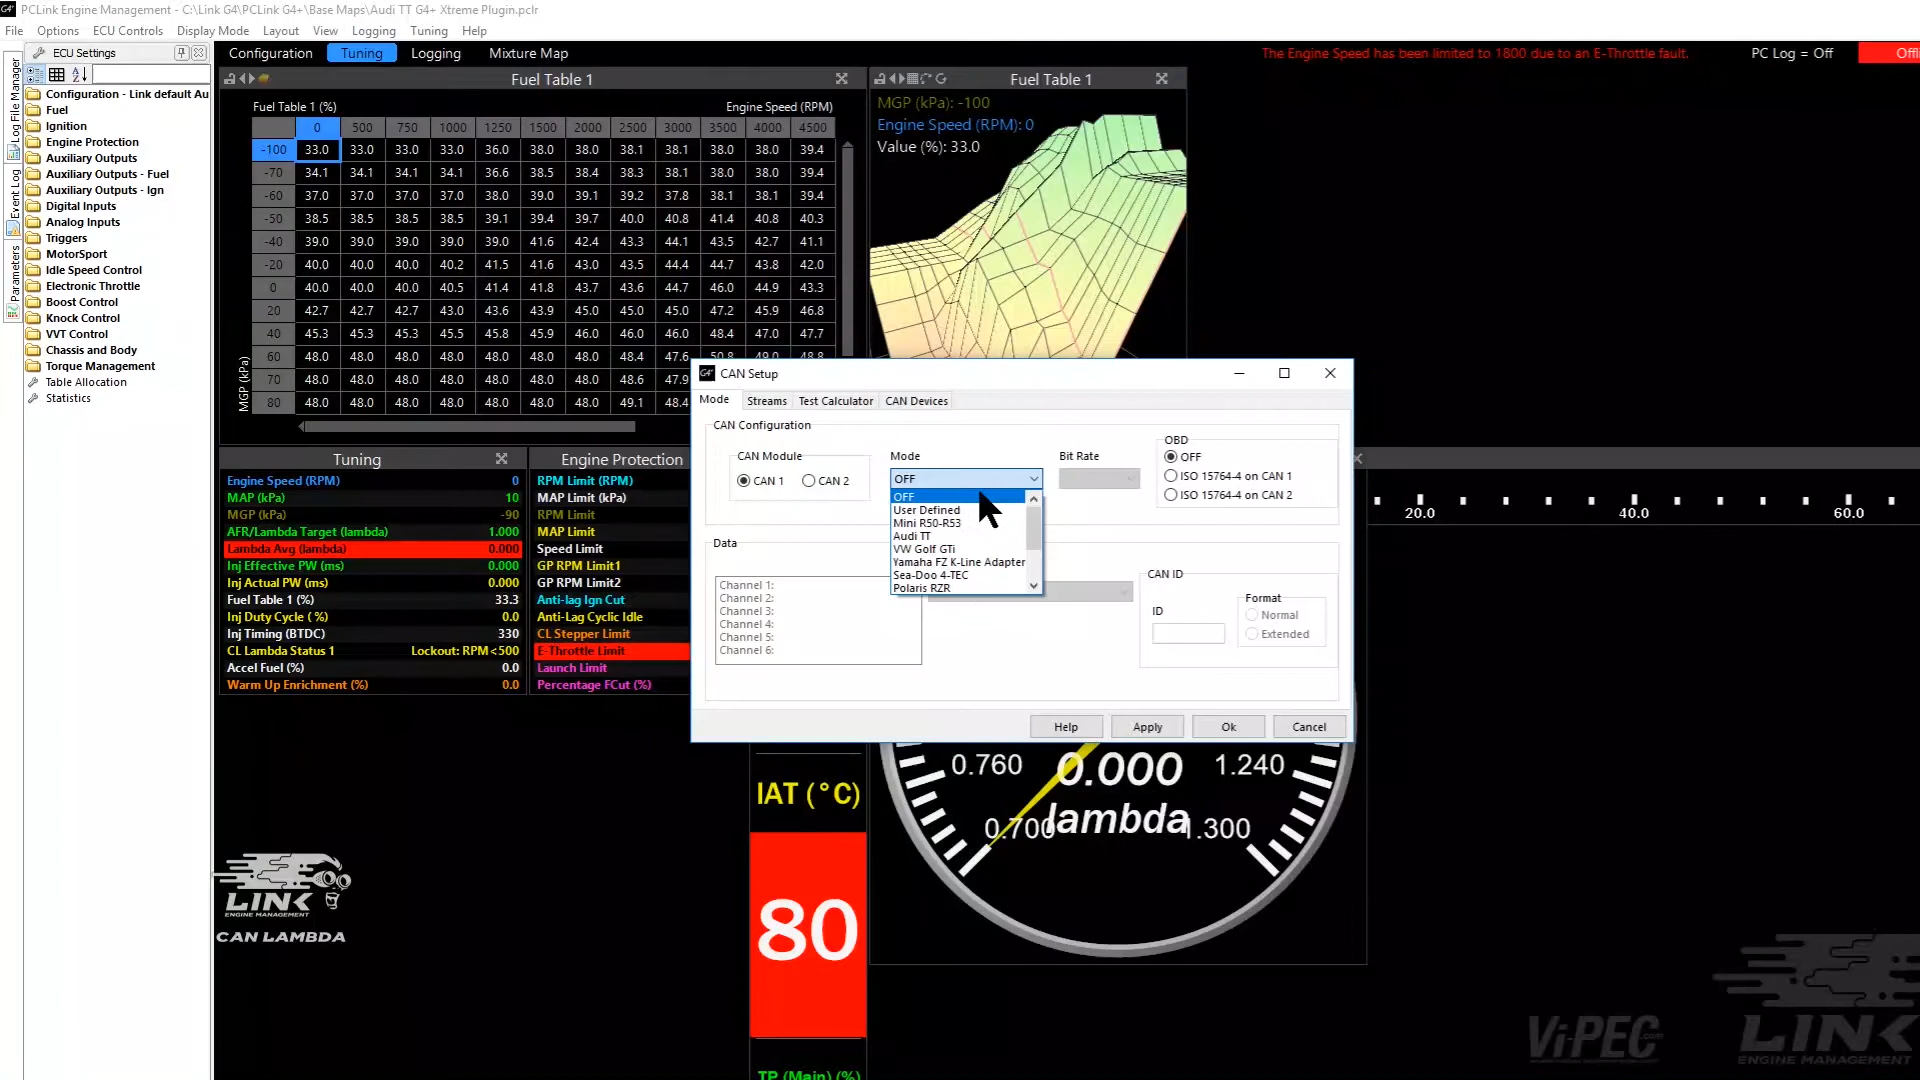 PCLink Engine Management - C:\Link G4\PCLink G4+\Base Maps\Audi TT G4+ Xtreme Plugin.pclr
File Options ECU Controls Display Mode Layout View Logging Tuning Help
ECU Settings
Log File Manager
Event Log
Parameters
Configuration - Link default Au
Fuel
Ignition
Engine Protection
Auxiliary Outputs
Auxiliary Outputs - Fuel
Auxiliary Outputs - Ign
Digital Inputs
Analog Inputs
Triggers
MotorSport
Idle Speed Control
Electronic Throttle
Boost Control
Knock Control
VVT Control
Chassis and Body
Torque Management
Table Allocation
Statistics
Configuration Tuning Logging Mixture Map
The Engine Speed has been limited to 1800 due to an E-Throttle fault. PC Log = Off Offli
Fuel Table 1
Fuel Table 1 (%) Engine Speed (RPM)
0 500 750 1000 1250 1500 2000 2500 3000 3500 4000 4500
-100 33.0 33.0 33.0 33.0 36.0 38.0 38.0 38.1 38.1 38.0 38.0 39.4
-70 34.1 34.1 34.1 34.1 36.6 38.5 38.4 38.3 38.1 38.0 38.0 39.4
-60 37.0 37.0 37.0 37.0 38.0 39.0 39.1 39.2 37.8 38.1 38.1 39.4
-50 38.5 38.5 38.5 38.5 39.1 39.4 39.7 40.0 40.8 41.4 40.8 40.3
-40 39.0 39.0 39.0 39.0 39.0 41.6 42.4 43.3 44.1 43.5 42.7 41.1
-20 40.0 40.0 40.0 40.2 41.5 41.6 43.0 43.5 44.4 44.7 43.8 42.0
0 40.0 40.0 40.0 40.5 41.4 41.8 43.7 43.6 44.7 46.0 44.9 43.3
20 42.7 42.7 42.7 43.0 43.6 43.9 45.0 45.0 45.0 47.2 45.9 46.8
40 45.3 45.3 45.3 45.5 45.8 45.9 46.0 46.0 46.0 48.4 47.0 47.7
60 48.0 48.0 48.0 48.0 48.0 48.0 48.0 48.4 47.6 50.8 49.0 48.8
70 48.0 48.0 48.0 48.0 48.0 48.0 48.0 48.6 47.9
80 48.0 48.0 48.0 48.0 48.0 48.0 48.0 49.1 48.4
MGP (kPa)
Fuel Table 1
MGP (kPa): -100
Engine Speed (RPM): 0
Value (%): 33.0
Tuning
Engine Speed (RPM) 0
MAP (kPa) 10
MGP (kPa) -90
AFR/Lambda Target (lambda) 1.000
Lambda Avg (lambda) 0.000
Inj Effective PW (ms) 0.000
Inj Actual PW (ms) 0.000
Fuel Table 1 (%) 33.3
Inj Duty Cycle ( %) 0.0
Inj Timing (BTDC) 330
CL Lambda Status 1 Lockout: RPM<500
Accel Fuel (%) 0.0
Warm Up Enrichment (%) 0.0
Engine Protection
RPM Limit (RPM)
MAP Limit (kPa)
RPM Limit
MAP Limit
Speed Limit
GP RPM Limit1
GP RPM Limit2
Anti-lag Ign Cut
Anti-Lag Cyclic Idle
CL Stepper Limit
E-Throttle Limit
Launch Limit
Percentage FCut (%)
CAN Setup
Mode Streams Test Calculator CAN Devices
CAN Configuration
CAN Module
CAN 1 CAN 2
Mode
OFF
OFF
User Defined
Mini R50-R53
Audi TT
VW Golf GTi
Yamaha FZ K-Line Adapter
Sea-Doo 4-TEC
Polaris RZR
Bit Rate
OBD
OFF
ISO 15764-4 on CAN 1
ISO 15764-4 on CAN 2
Data
Channel 1:
Channel 2:
Channel 3:
Channel 4:
Channel 5:
Channel 6:
CAN ID
ID
Format
Normal
Extended
Help Apply Ok Cancel
20.0 40.0 60.0
0.760 0.000 1.240
0.700 lambda 1.300
IAT (°C)
80
TP (Main) (%)
LINK
ENGINE MANAGEMENT
CAN LAMBDA
Vi-PEC
LINK
ENGINE MANAGEMENT